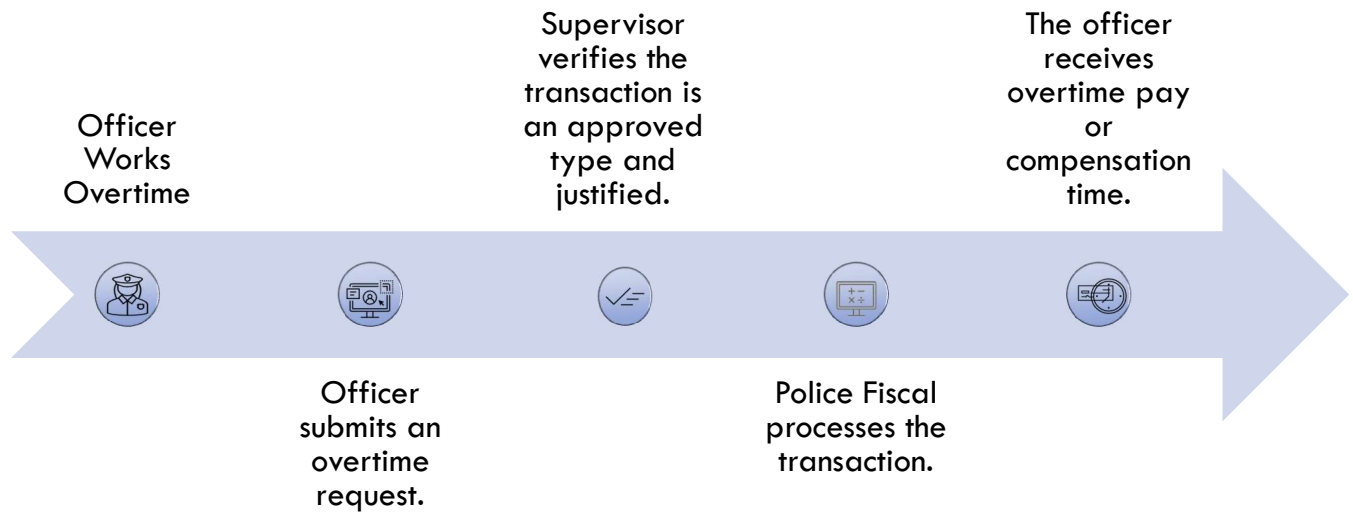 Officer
Works
Overtime
Officer
submits an
overtime
request.
Supervisor
verifies the
transaction is
an approved
type and
justified.
Police Fiscal
processes the
transaction.
The officer
receives
overtime pay
or
compensation
time.